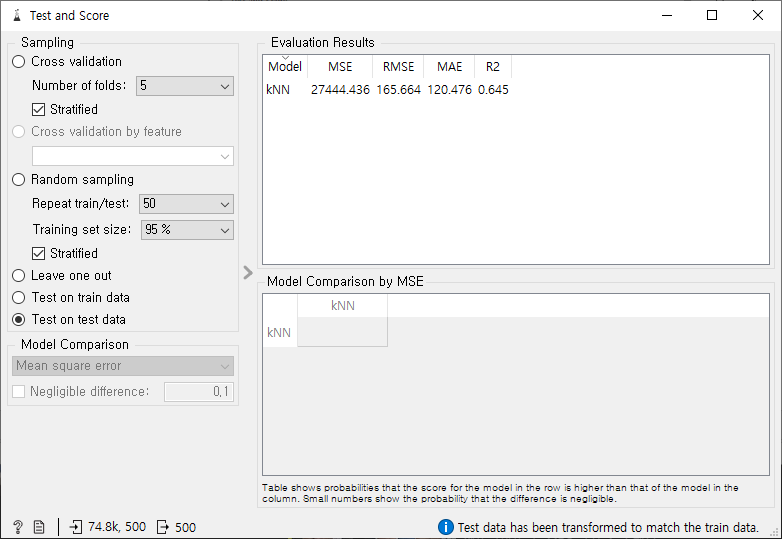 Test and Score
Sampling
Cross validation
Number of folds: 5
Stratified
Cross validation by feature
Random sampling
Repeat train/test: 50
Training set size: 95 %
Stratified
Leave one out
Test on train data
Test on test data
Model Comparison
Mean square error
Negligible difference: 0,1
Evaluation Results
Model MSE RMSE MAE R2
kNN 27444.436 165.664 120.476 0.645
Model Comparison by MSE
kNN
kNN
Table shows probabilities that the score for the model in the row is higher than that of the model in the
column. Small numbers show the probability that the difference is negligible.
? 74.8k, 500 500
Test data has been transformed to match the train data.